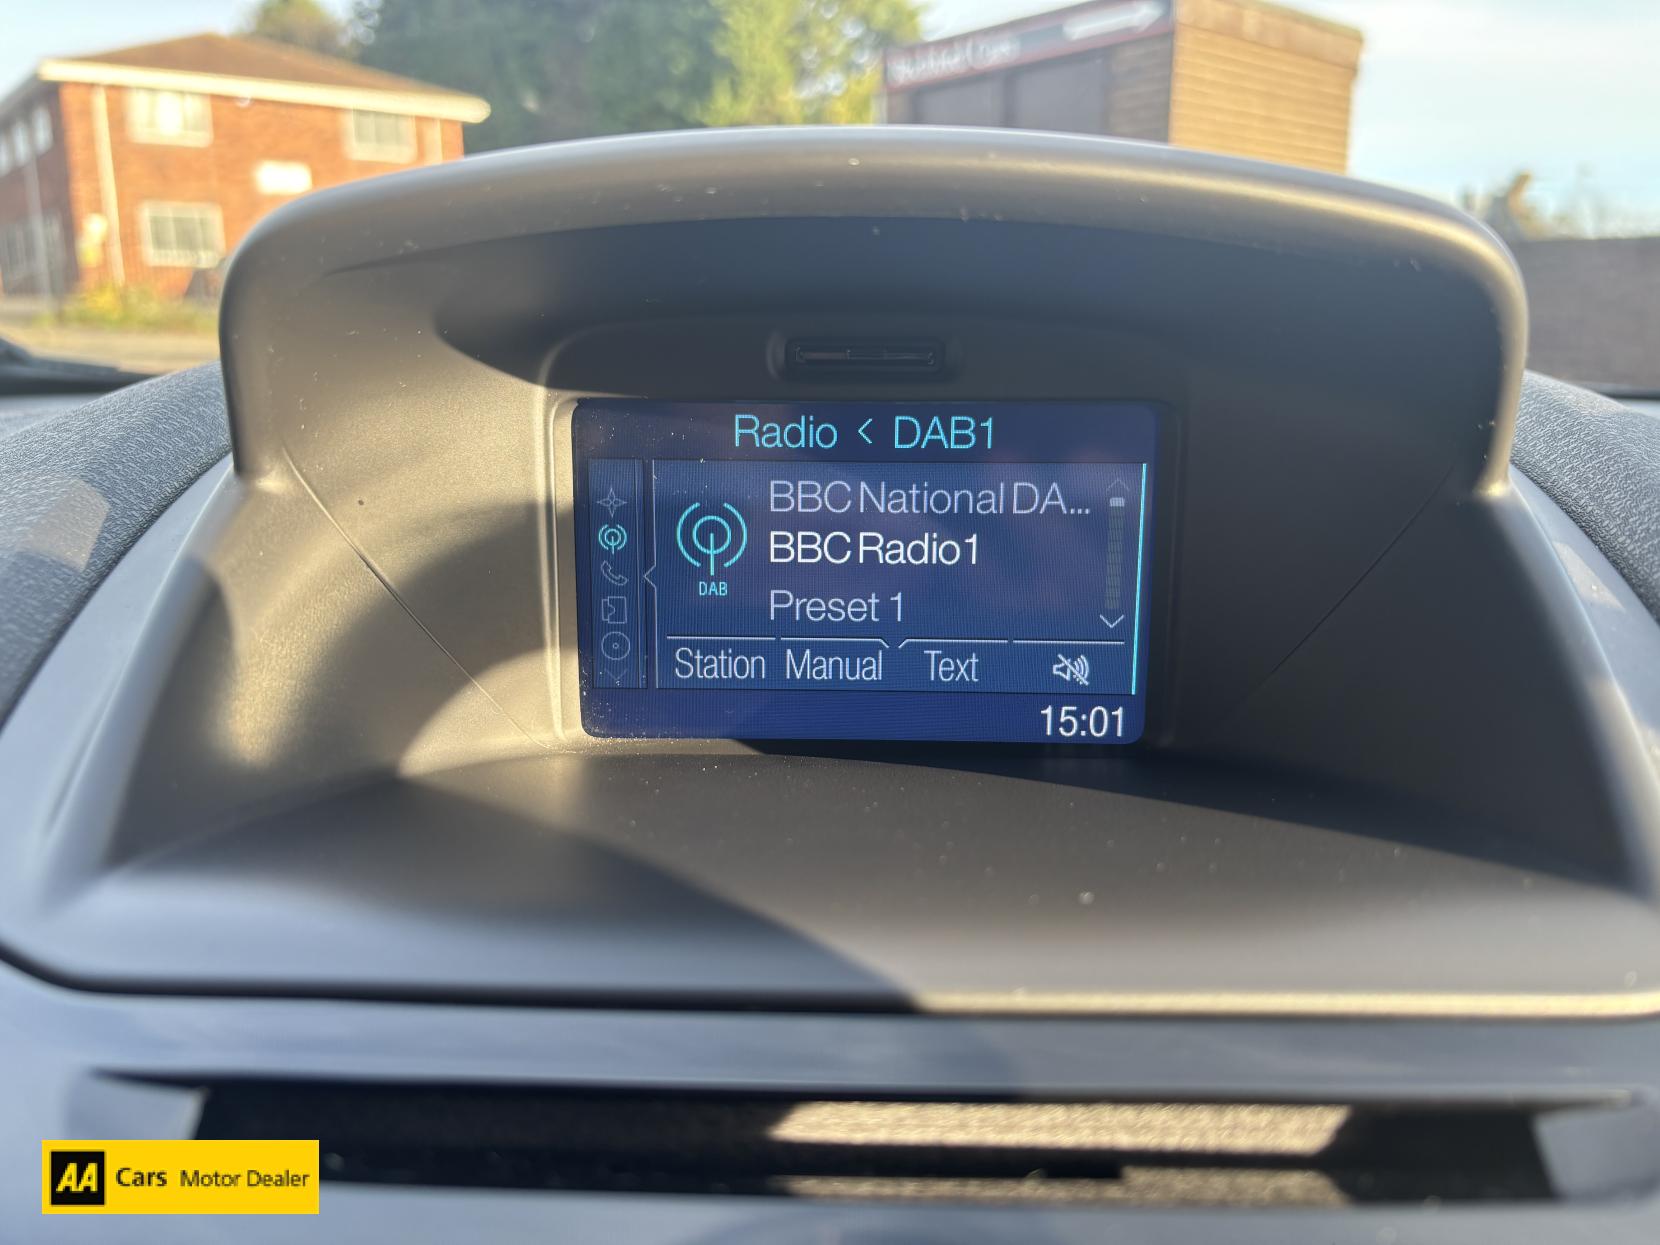 Radio < DAB1
BBC National DA...
BBC Radio1
DAB
Preset 1
Station Manual Text
15:01
AA Cars Motor Dealer